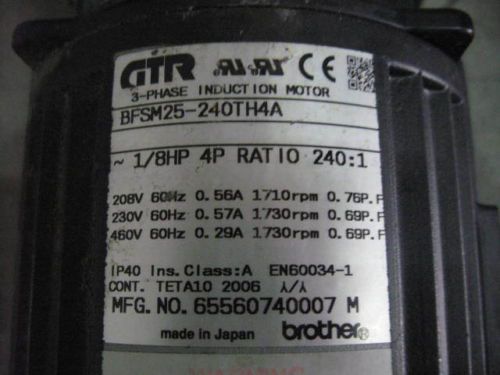 GTR RU RU CE
3-PHASE INDUCTION MOTOR
BFSM25-240TH4A
~ 1/8HP 4P RATIO 240:1
208V 60Hz 0.56A 1710rpm 0.76P.F
230V 60Hz 0.57A 1730rpm 0.69P.F
460V 60Hz 0.29A 1730rpm 0.69P.F
IP40 Ins.Class:A EN60034-1
CONT. TETA10 2006 ⅄/⅄
MFG.NO.65560740007 M
made in Japan brother®